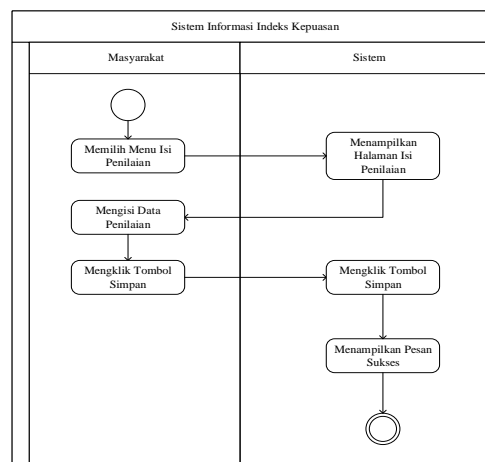 Sistem Informasi Indeks Kepuasan
Masyarakat
Sistem
Memilih Menu Isi
Penilaian
Menampilkan
Halaman Isi
Penilaian
Mengisi Data
Penilaian
Mengklik Tombol
Simpan
Mengklik Tombol
Simpan
Menampilkan Pesan
Sukses